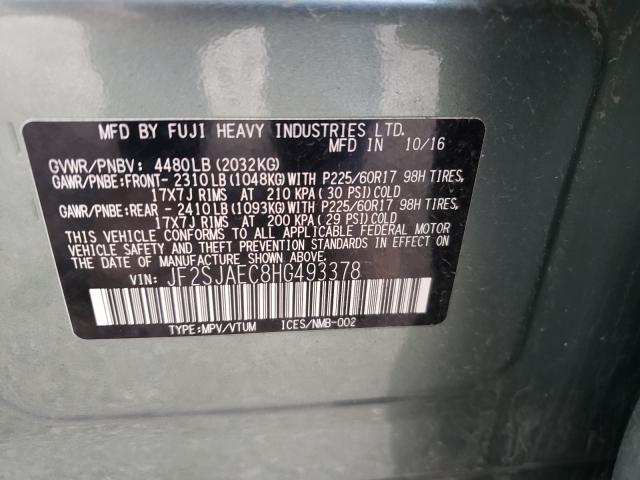 MFD BY FUJI HEAVY INDUSTRIES LTD.
MFD IN 10/16
GVWR/PNBV: 4480LB (2032KG)
GAWR/PNBE:FRONT- 2310LB (1048KG) WITH P225/60R17 98H TIRES,
17X7J RIMS AT 210 KPA ( 30 PSI) COLD
GAWR/PNBE:REAR - 2410LB (1093KG) WITH P225/60R17 98H TIRES,
17X7J RIMS AT 200 KPA ( 29 PSI) COLD
THIS VEHICLE CONFORMS TO ALL APPLICABLE FEDERAL MOTOR
VEHICLE SAFETY AND THEFT PREVENTION STANDARDS IN EFFECT ON THE
DATE OF MANUFACTURE SHOWN ABOVE.
VIN: JF2SJAEC8HG493378
TYPE:MPV/VTUM ICES/NMB-002